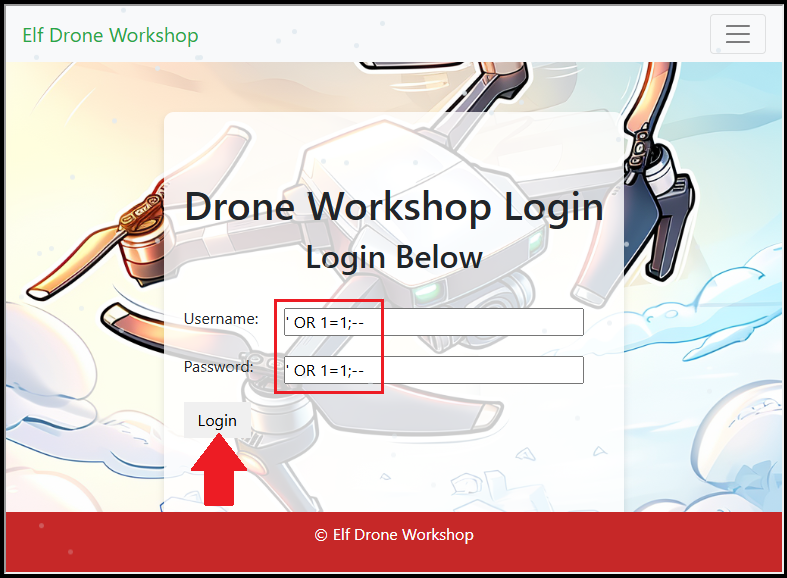 Elf Drone Workshop
Drone Workshop Login
Login Below
Username: ' OR 1=1;--
Password: ' OR 1=1;--
Login
© Elf Drone Workshop